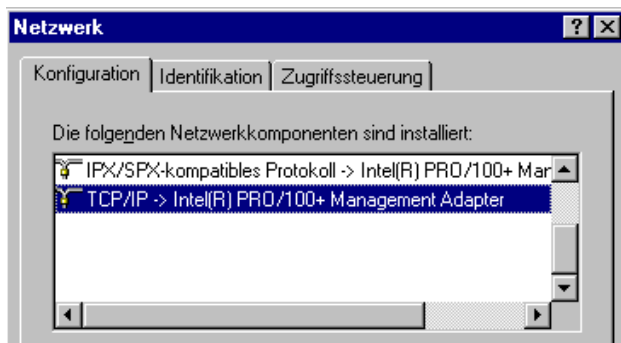 Netzwerk
Konfiguration Identifikation Zugriffssteuerung
Die folgenden Netzwerkkomponenten sind installiert:
IPX/SPX-kompatibles Protokoll -> Intel(R) PRO/100+ Mar
TCP/IP -> Intel(R) PRO/100+ Management Adapter